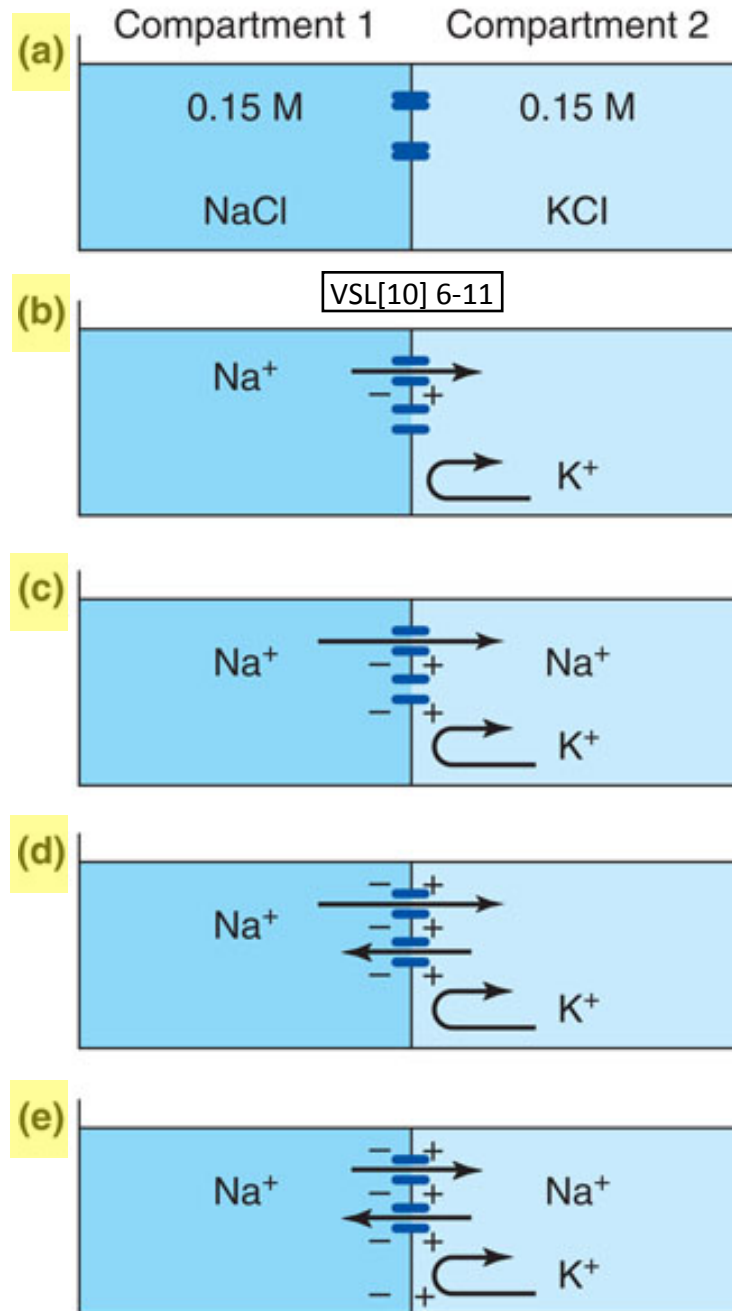 Compartment 1 Compartment 2
(a)
0.15 M 0.15 M
NaCl KCl
VSL[10] 6-11
(b)
Na⁺
− +
K⁺
(c)
Na⁺ Na⁺
− +
− +
K⁺
(d)
− +
Na⁺
− +
− +
K⁺
(e)
− +
Na⁺ Na⁺
− +
− +
K⁺
− +